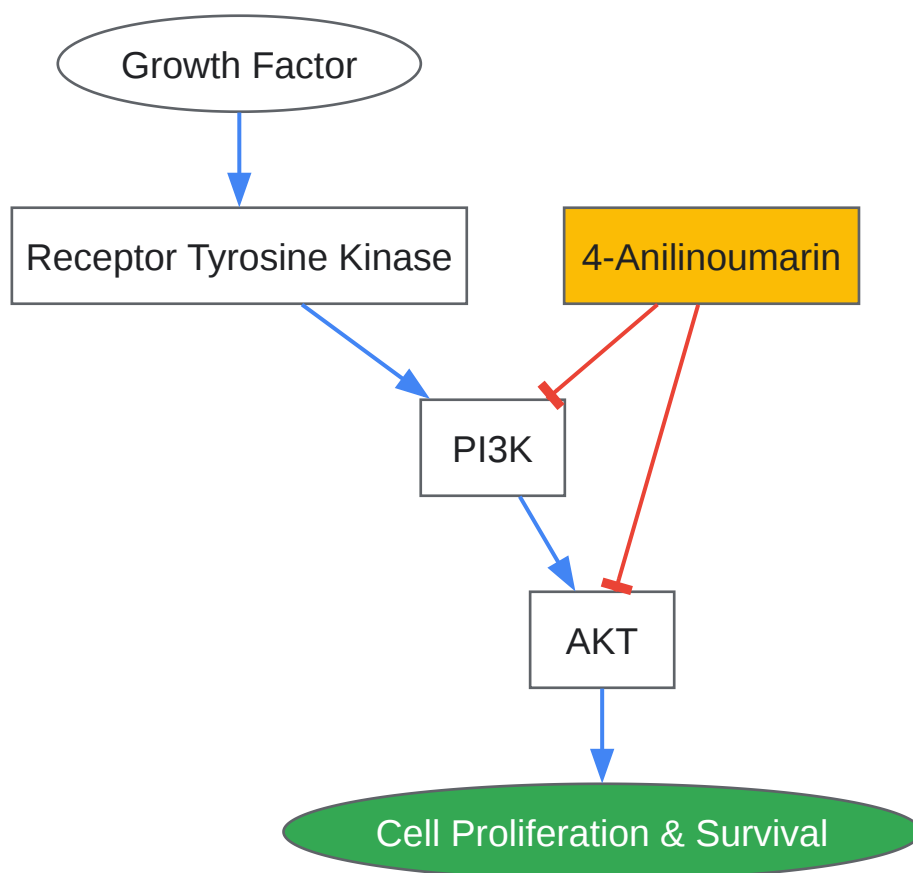 Growth Factor
Receptor Tyrosine Kinase
4-Anilinoumarin
PI3K
AKT
Cell Proliferation & Survival